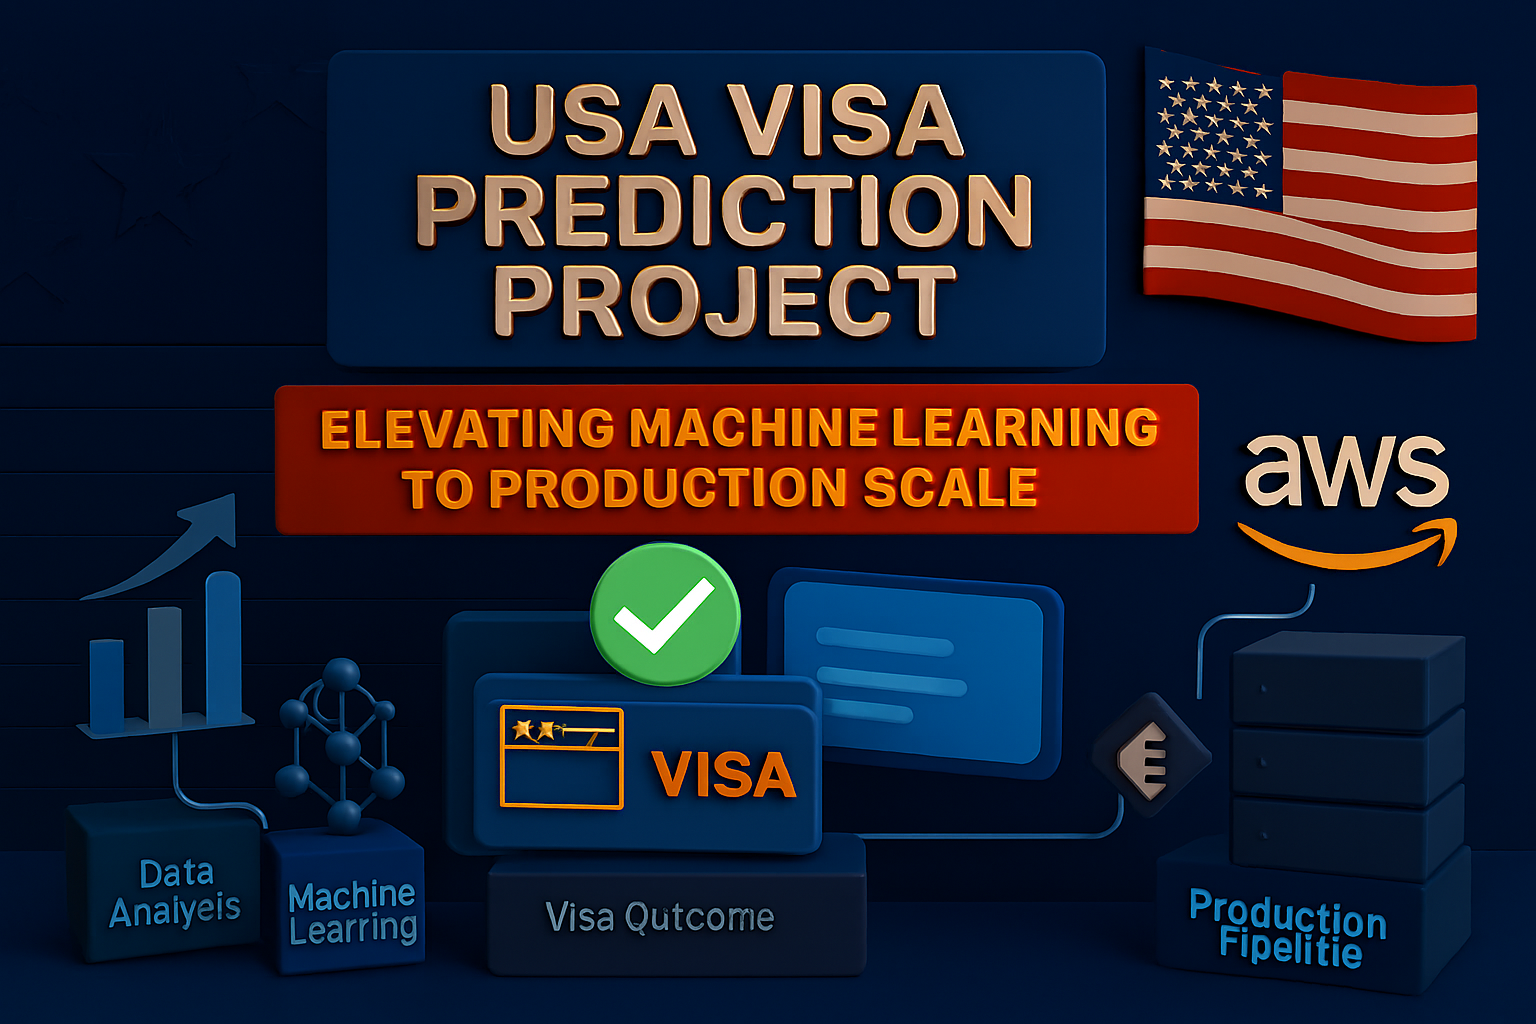 USA VISA
PREDICTION
PROJECT
ELEVATING MACHINE LEARNING
TO PRODUCTION SCALE
aws
VISA
Data
Analyeis
Machine
Learring
Visa Qutcome
Production
Fipelitie